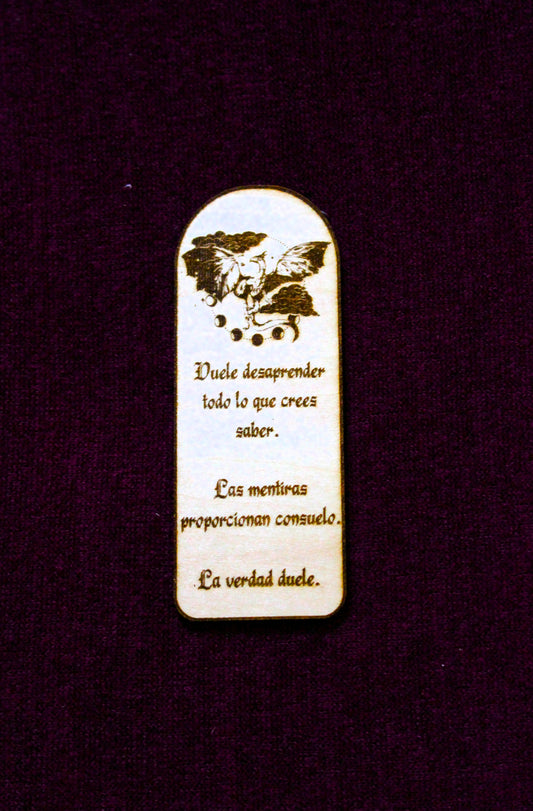 Duele desaprender
todo lo que crees
saber.
Las mentiras
proporcionan consuelo.
La verdad duele.